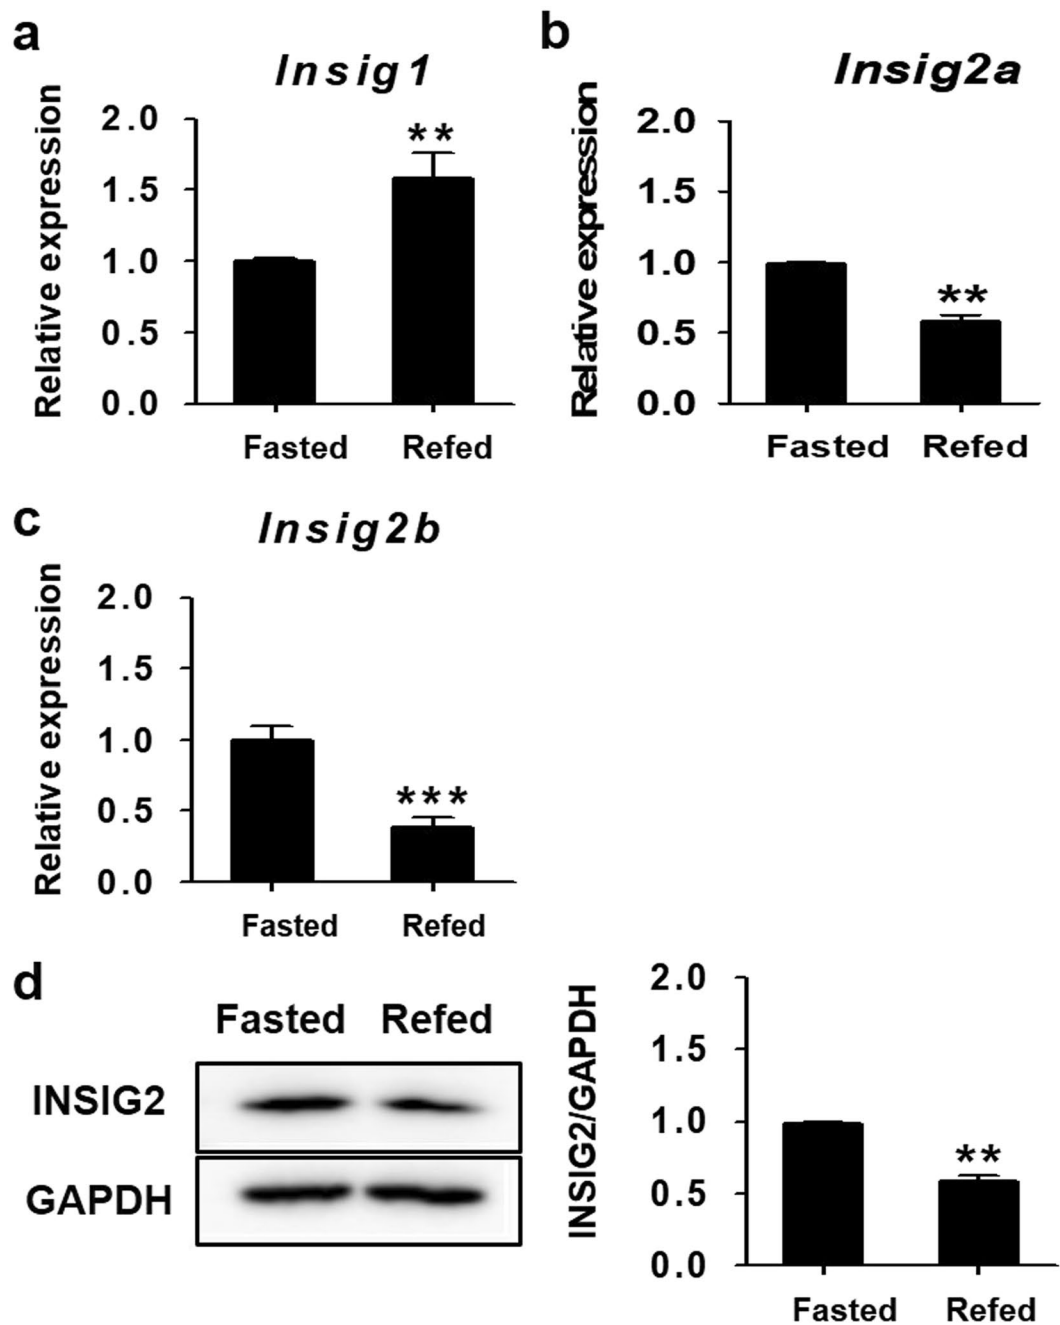 a
Insig1
Relative expression
2.0
1.5
1.0
0.5
0.0
**
Fasted Refed
b
Insig2a
Relative expression
2.0
1.5
1.0
0.5
0.0
**
Fasted Refed
c
Insig2b
Relative expression
2.0
1.5
1.0
0.5
0.0
***
Fasted Refed
d
Fasted Refed
INSIG2
GAPDH
INSIG2/GAPDH
2.0
1.5
1.0
0.5
0.0
**
Fasted Refed